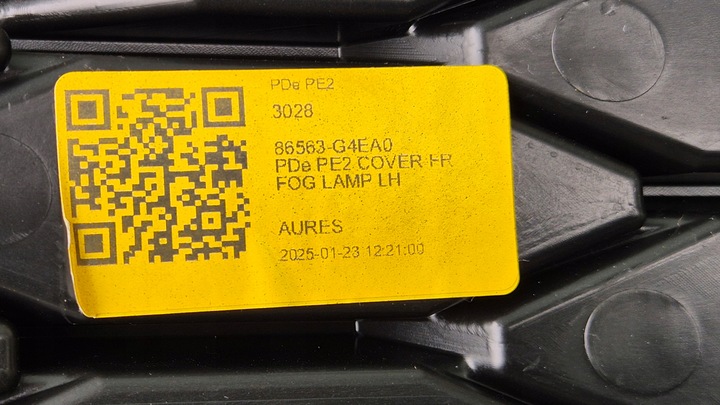 PDe PE2
3028
86563-G4EA0
PDe PE2 COVER-FR
FOG LAMP LH
AURES
2025-01-23 12:21:00